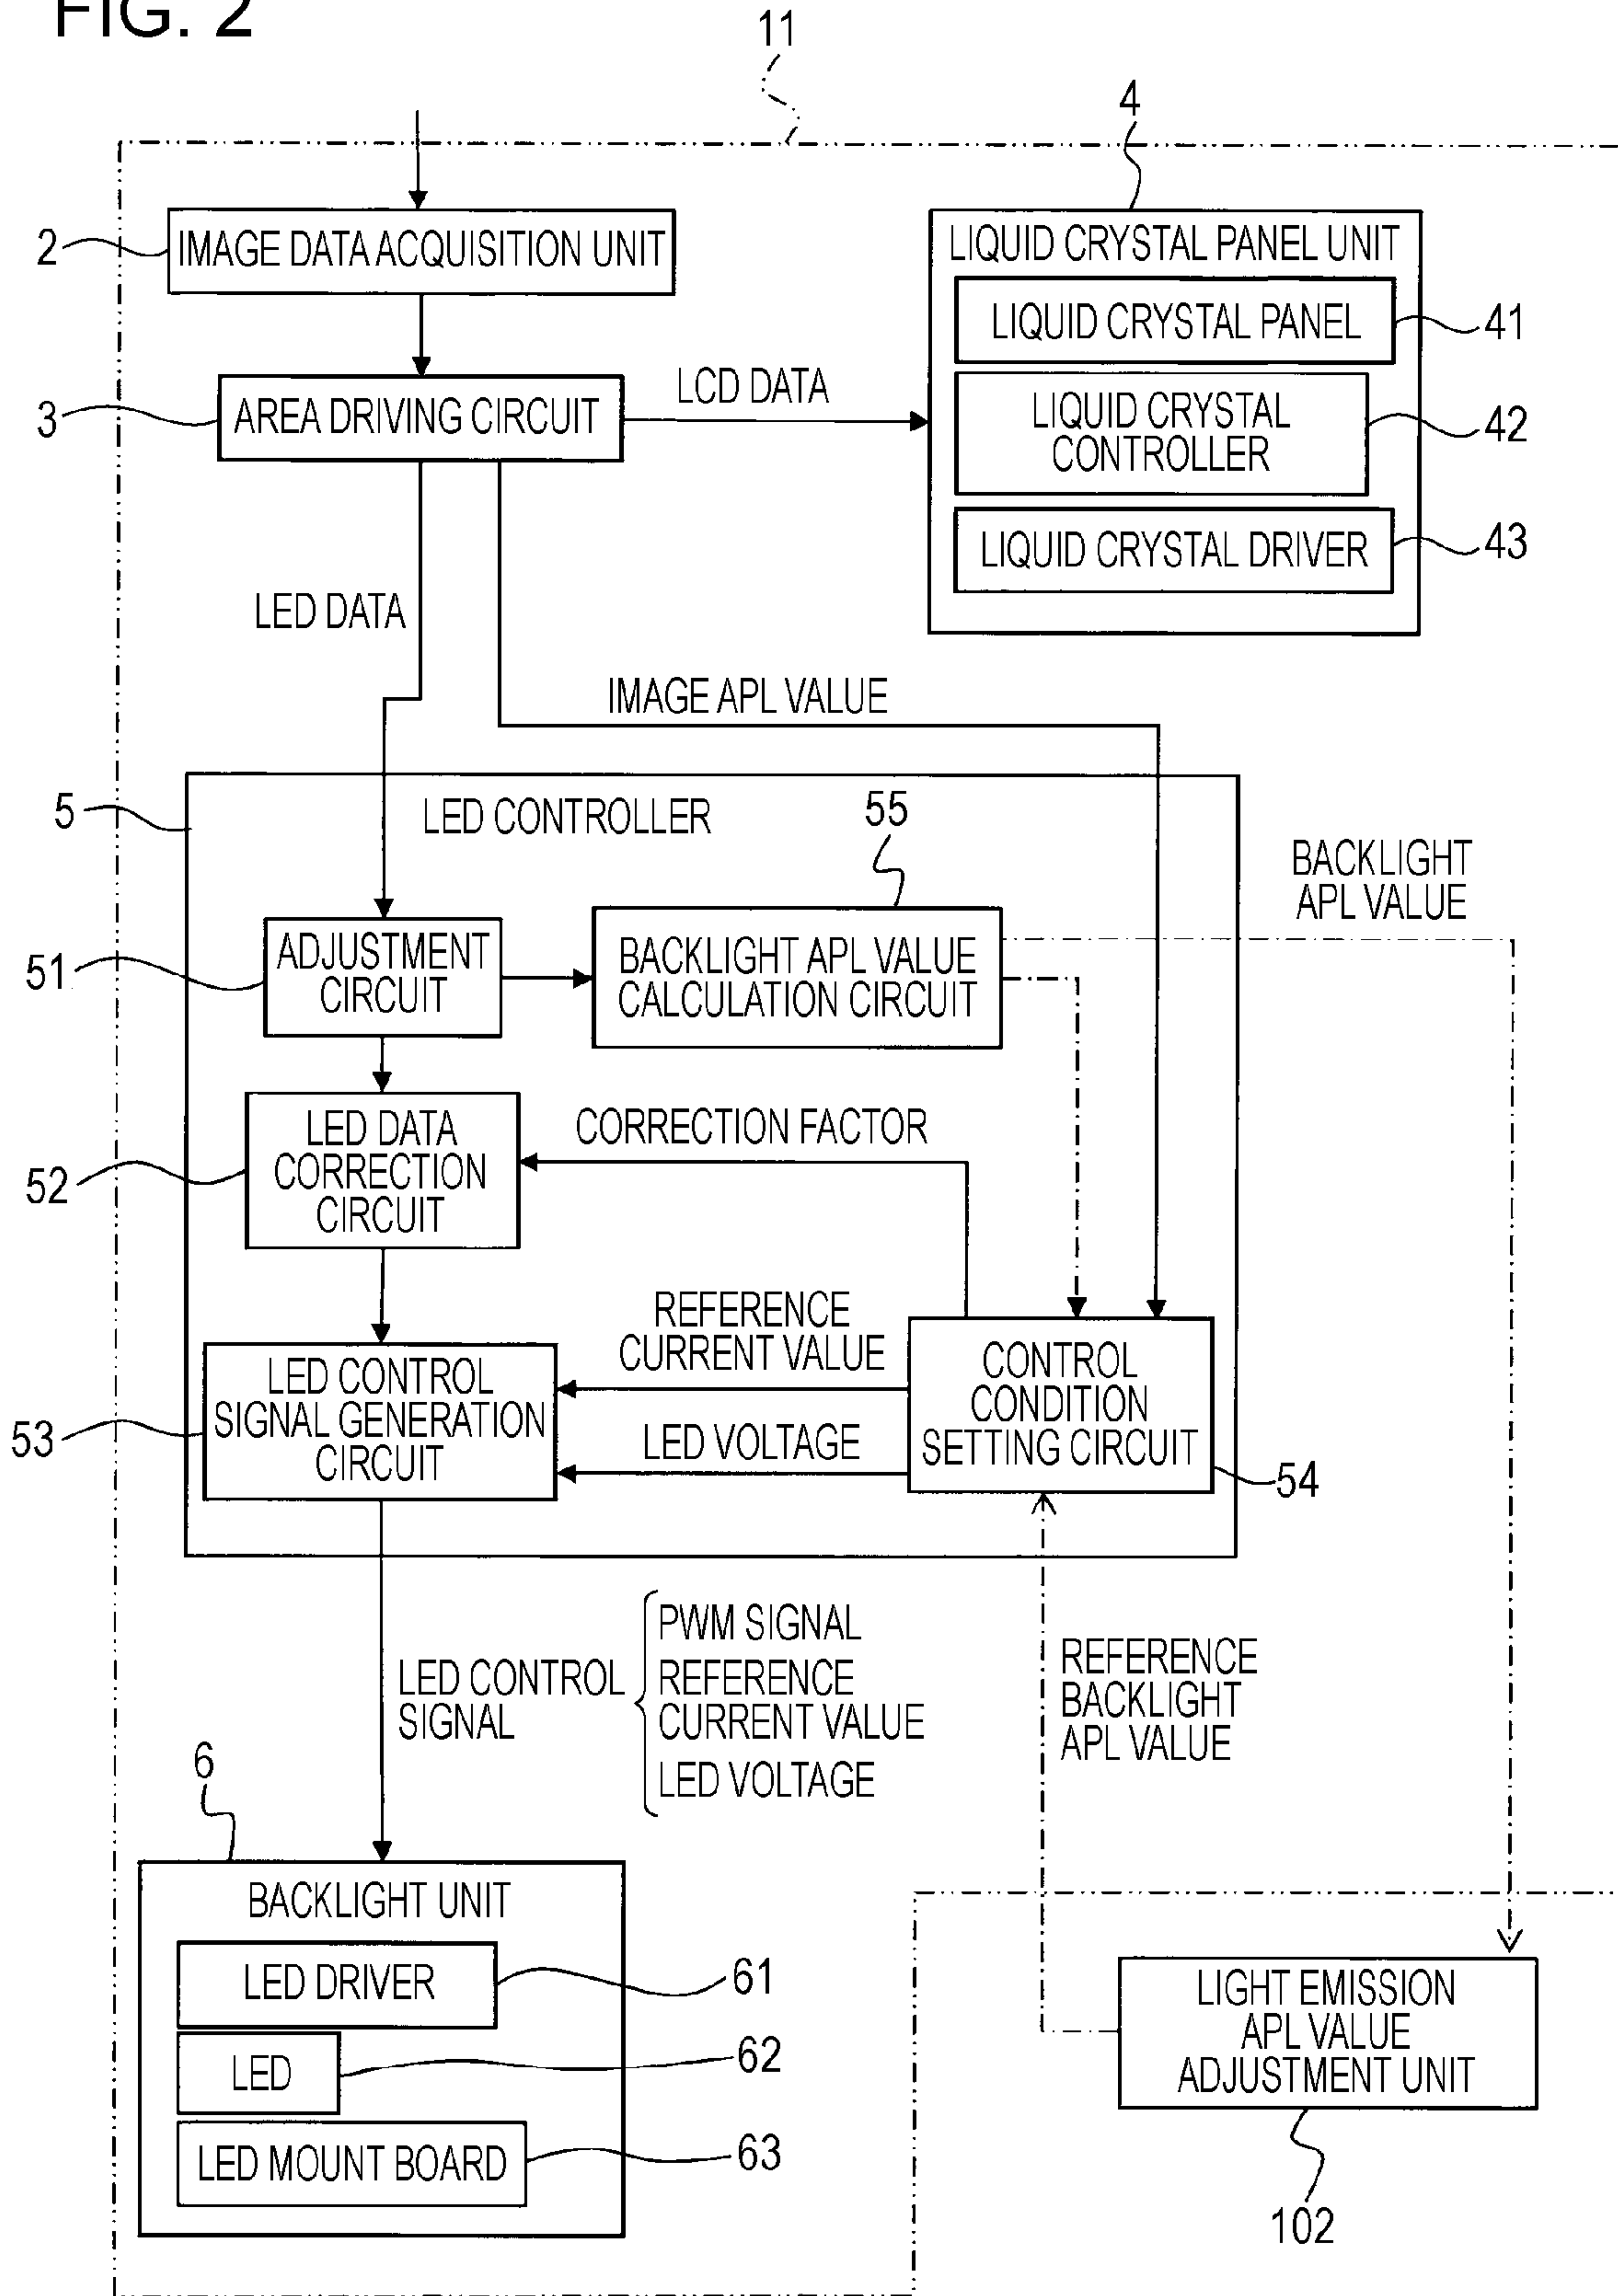 FIG. 2
11
4
2
IMAGE DATA ACQUISITION UNIT
LIQUID CRYSTAL PANEL UNIT
LIQUID CRYSTAL PANEL
41
3
AREA DRIVING CIRCUIT
LCD DATA
LIQUID CRYSTAL
CONTROLLER
42
LIQUID CRYSTAL DRIVER
43
LED DATA
IMAGE APL VALUE
5
LED CONTROLLER
55
BACKLIGHT
APL VALUE
51
ADJUSTMENT
CIRCUIT
BACKLIGHT APL VALUE
CALCULATION CIRCUIT
52
LED DATA
CORRECTION
CIRCUIT
CORRECTION FACTOR
REFERENCE
CURRENT VALUE
53
LED CONTROL
SIGNAL GENERATION
CIRCUIT
LED VOLTAGE
CONTROL
CONDITION
SETTING CIRCUIT
54
LED CONTROL
SIGNAL
PWM SIGNAL
REFERENCE
CURRENT VALUE
LED VOLTAGE
REFERENCE
BACKLIGHT
APL VALUE
6
BACKLIGHT UNIT
LED DRIVER
61
LED
62
LED MOUNT BOARD
63
LIGHT EMISSION
APL VALUE
ADJUSTMENT UNIT
102